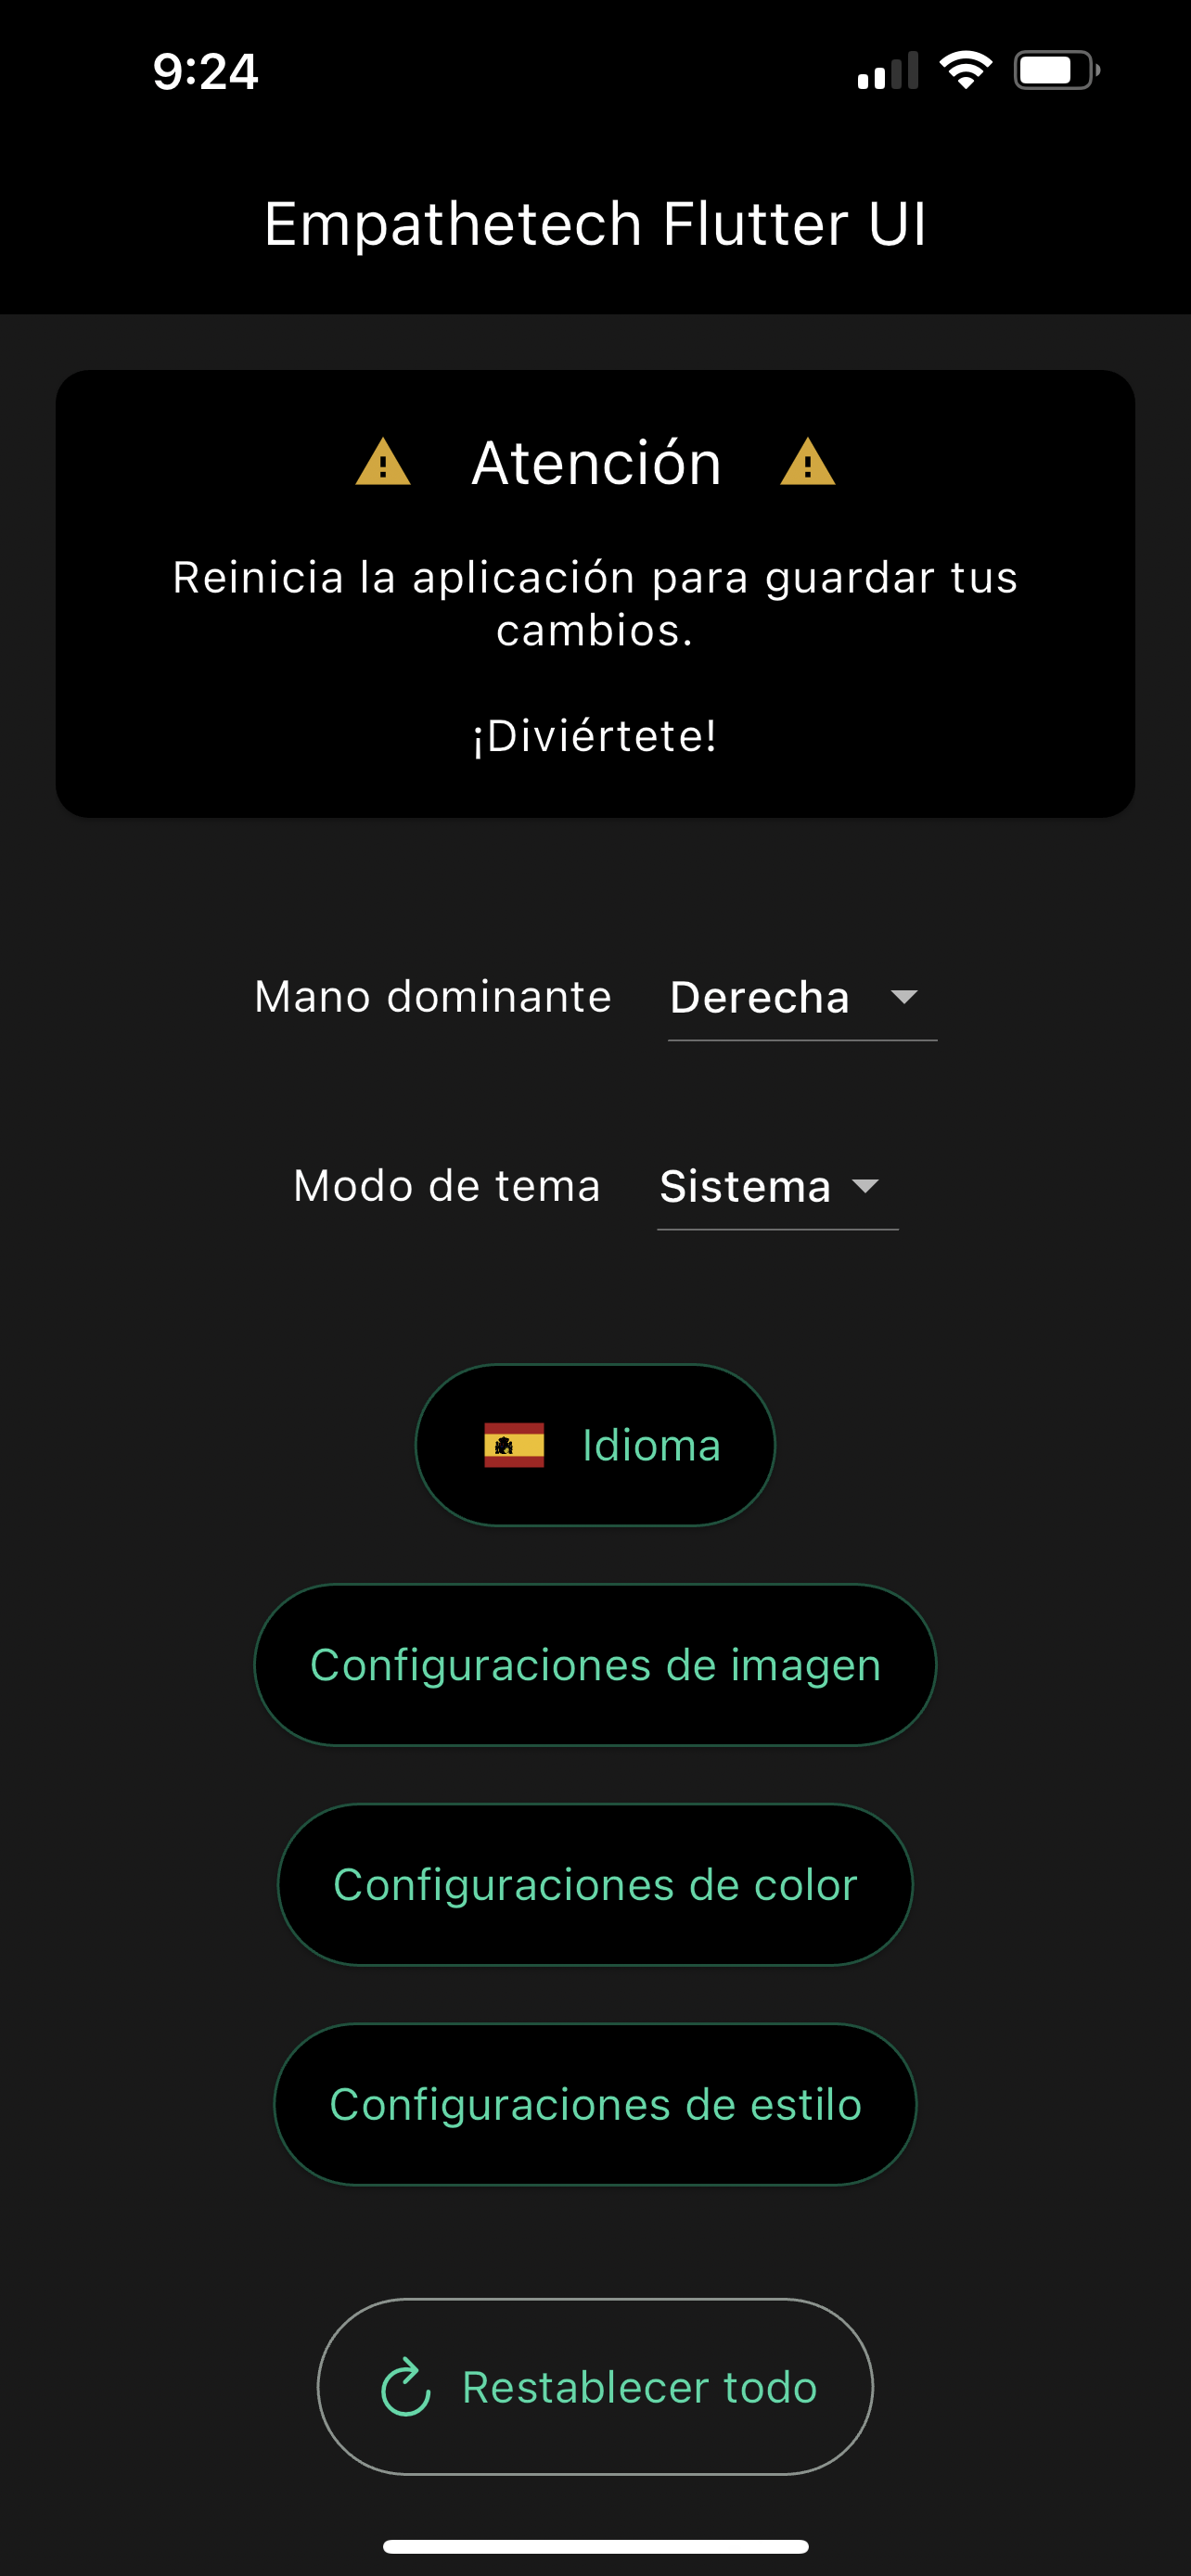 9:24
Empathetech Flutter UI
Atención
Reinicia la aplicación para guardar tus
cambios.
¡Diviértete!
Mano dominante Derecha
Modo de tema Sistema
Idioma
Configuraciones de imagen
Configuraciones de color
Configuraciones de estilo
Restablecer todo